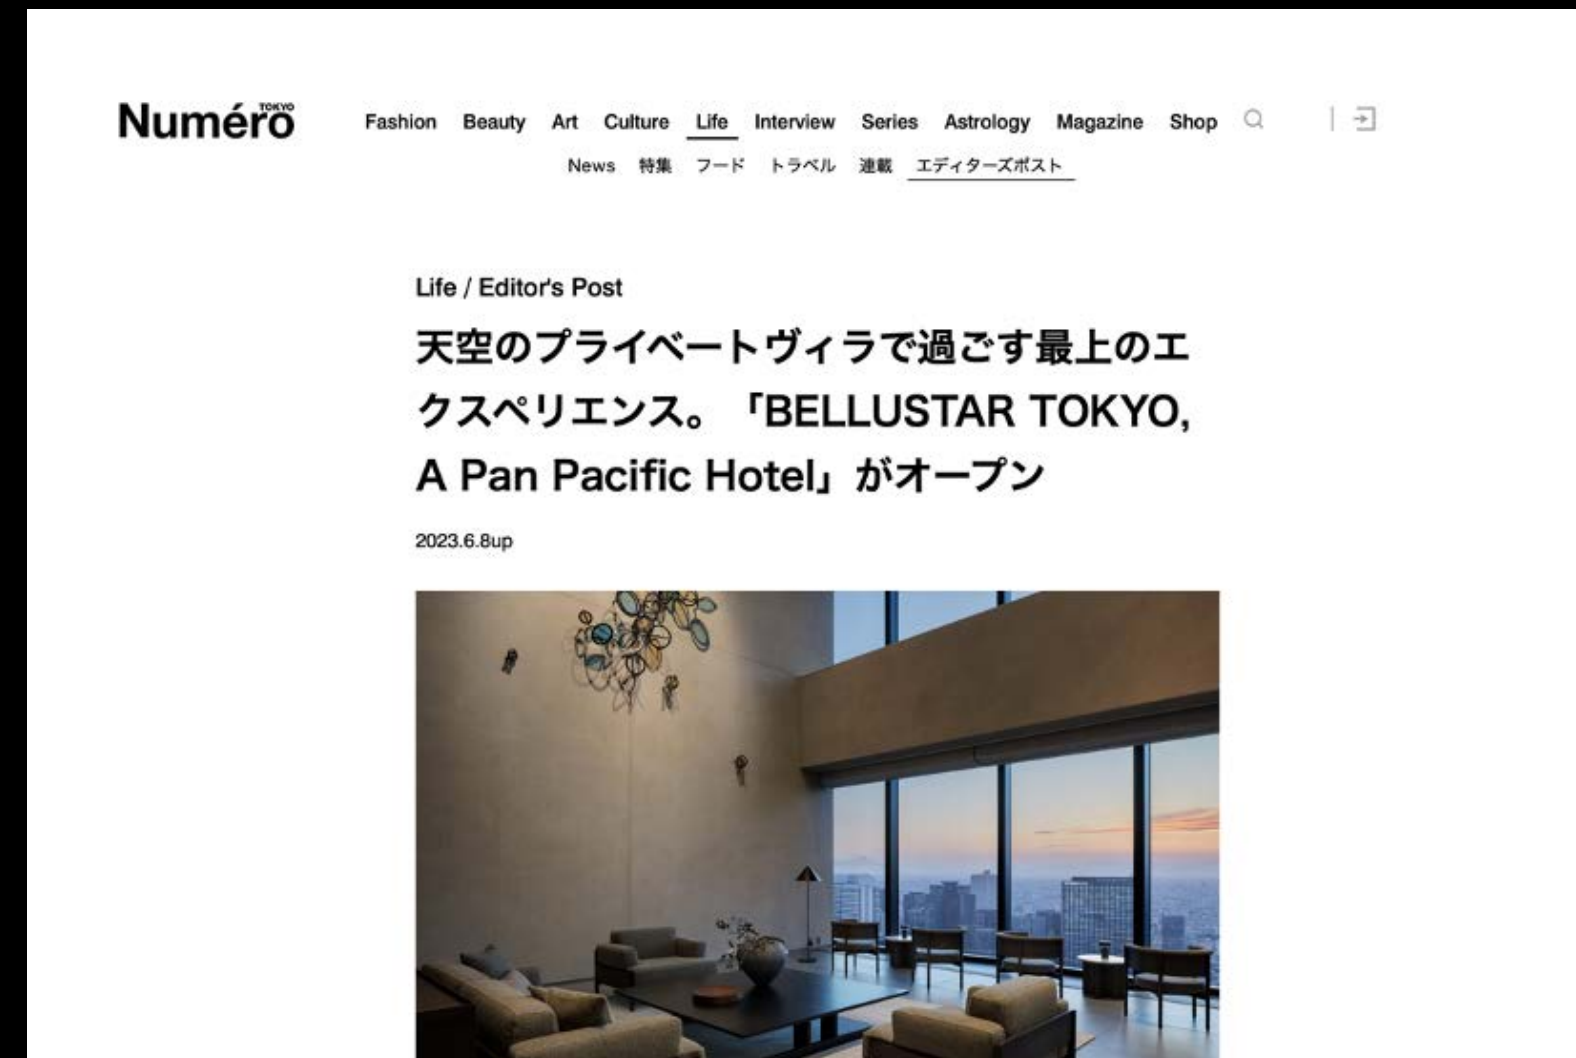 Numéro TOKYO
Fashion Beauty Art Culture Life Interview Series Astrology Magazine Shop
News 特集 フード トラベル 連載 エディターズポスト
Life / Editor's Post
天空のプライベートヴィラで過ごす最上のエ
クスペリエンス。「BELLUSTAR TOKYO,
A Pan Pacific Hotel」がオープン
2023.6.8up